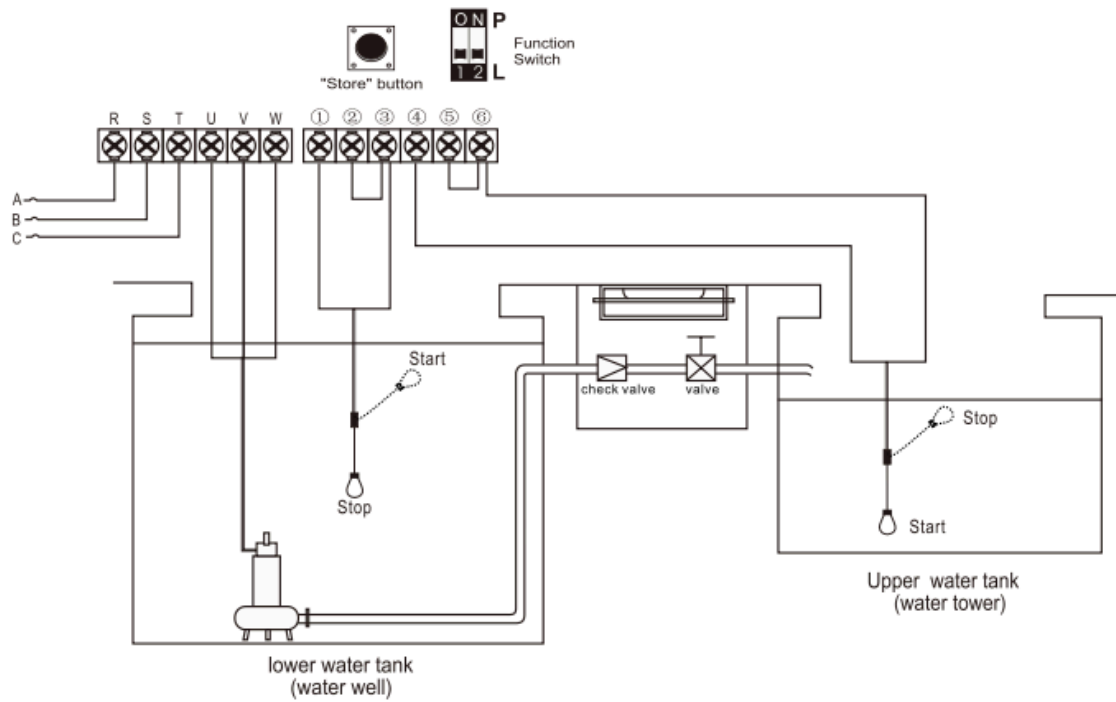 ON P
Function
Switch
1 2 L
"Store" button
R S T U V W ① ② ③ ④ ⑤ ⑥
A
B
C
Start
Stop
check valve
valve
Stop
Start
Upper water tank
(water tower)
lower water tank
(water well)